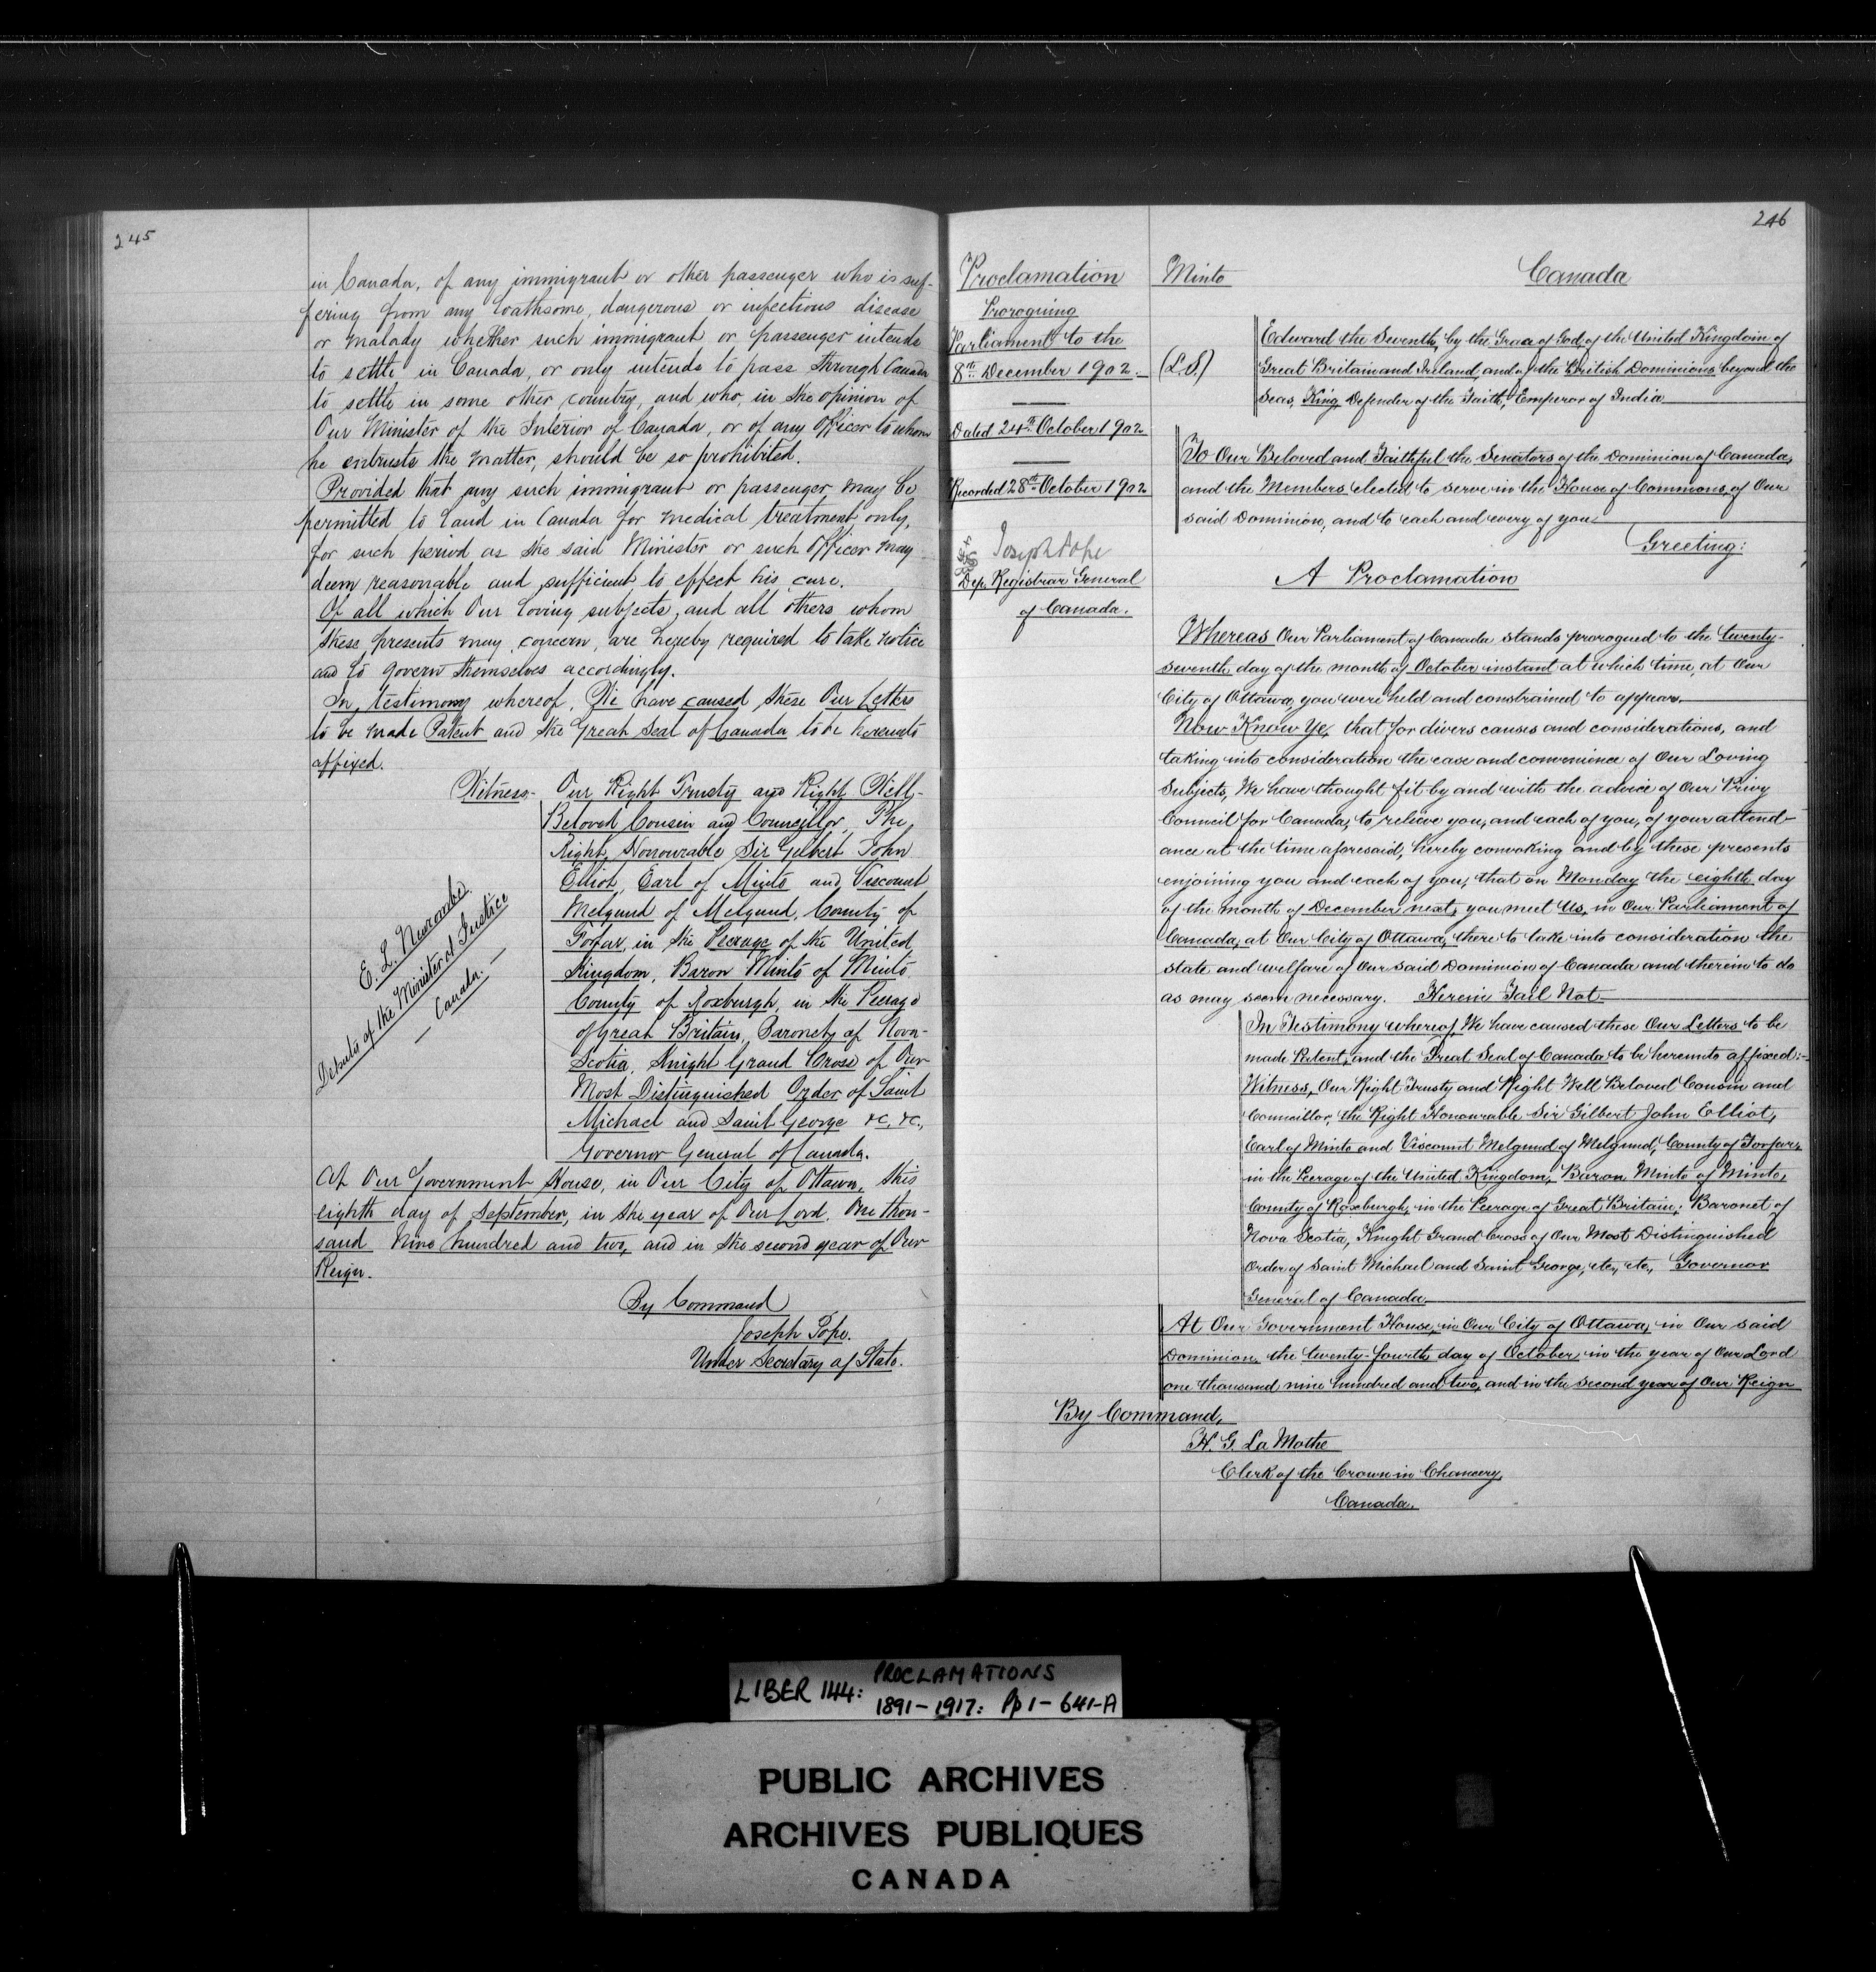 245
in Canada, of any immigrant or other passenger who is suf-
fering from any loathsome, dangerous or infectious disease
or malady whether such immigrant or passenger intends
to settle in Canada, or only intends to pass through Canada
to settle in some other country, and who, in the opinion of
Our Minister of the Interior of Canada, or of any Officer to whom
he entrusts the matter, should be so prohibited.
Provided that any such immigrant or passenger may be
permitted to land in Canada for medical treatment only,
for such period as the said Minister or such Officer may
deem reasonable and sufficient to effect his cure.
Of all which Our loving subjects, and all others whom
these presents may concern, are hereby required to take notice
and to govern themselves accordingly.
In testimony whereof, We have caused these Our Letters
to be made Patent and the Great Seal of Canada to be hereunto
affixed.
Witness- Our Right Trusty and Right Well-
Beloved Cousin and Councillor, The
Right Honourable Sir Gilbert John
Elliot, Earl of Minto and Viscount
Melgund of Melgund, County of
Forfar, in the Peerage of the United
Kingdom, Baron Minto of Minto
County of Roxburgh, in the Peerage
of Great Britain, Baronet of Nova-
Scotia, Knight Grand Cross of Our
Most Distinguished Order of Saint
Michael and Saint George &c, &c.,
Governor General of Canada.
E. L. Newcombe.
Deputy of the Minister of Justice
— Canada. —
At Our Government House, in Our City of Ottawa, this
eighth day of September, in the year of Our Lord. One thou-
sand Nine hundred and two, and in the second year of Our
Reign.
By Command
Joseph Pope.
Under Secretary of State.
246
Proclamation
Proroguing
Parliament to the
8th December 1902.
Dated 24th October 1902
Recorded 28th October 1902
Joseph Pope
Dep. Registrar General
of Canada.
Minto Canada
(L.S.)
Edward the Seventh, by the Grace of God, of the United Kingdom of
Great Britain and Ireland, and of the British Dominions beyond the
Seas, King, Defender of the Faith, Emperor of India
To Our Beloved and Faithful the Senators of the Dominion of Canada,
and the Members elected to serve in the House of Commons, of Our
said Dominion, and to each and every of you
Greeting:
A Proclamation
Whereas Our Parliament of Canada stands prorogued to the twenty-
seventh day of the month of October instant at which time, at Our
City of Ottawa, you were held and constrained to appear.
Now Know Ye, that for divers causes and considerations, and
taking into consideration the ease and convenience of Our Loving
Subjects, We have thought fit by and with the advice of Our Privy
Council for Canada, to relieve you, and each of you, of your attend-
ance at the time aforesaid, hereby convoking and by these presents
enjoining you and each of you, that on Monday the eighth day
of the month of December next, you meet Us, in Our Parliament of
Canada, at Our City of Ottawa, there to take into consideration the
state and welfare of Our said Dominion of Canada and therein to do
as may seem necessary. Herein Fail Not.
In Testimony whereof, We have caused these Our Letters to be
made Patent, and the Great Seal of Canada to be hereunto affixed:-
Witness, Our Right Trusty and Right Well Beloved Cousin and
Councillor, the Right Honourable Sir Gilbert John Elliot,
Earl of Minto and Viscount Melgund of Melgund, County of Forfar,
in the Peerage of the United Kingdom, Baron Minto of Minto,
County of Roxburgh, in the Peerage of Great Britain, Baronet of
Nova Scotia, Knight Grand Cross of Our Most Distinguished
Order of Saint Michael and Saint George, etc., etc., Governor
General of Canada.
At Our Government House, in Our City of Ottawa, in Our said
Dominion, the twenty-fourth day of October, in the year of Our Lord
one thousand nine hundred and two, and in the second year of Our Reign
By Command,
H. G. La Mothe
Clerk of the Crown in Chancery,
Canada.
LIBER 144: PROCLAMATIONS
1891-1917: Pp 1-641-A
PUBLIC ARCHIVES
ARCHIVES PUBLIQUES
CANADA